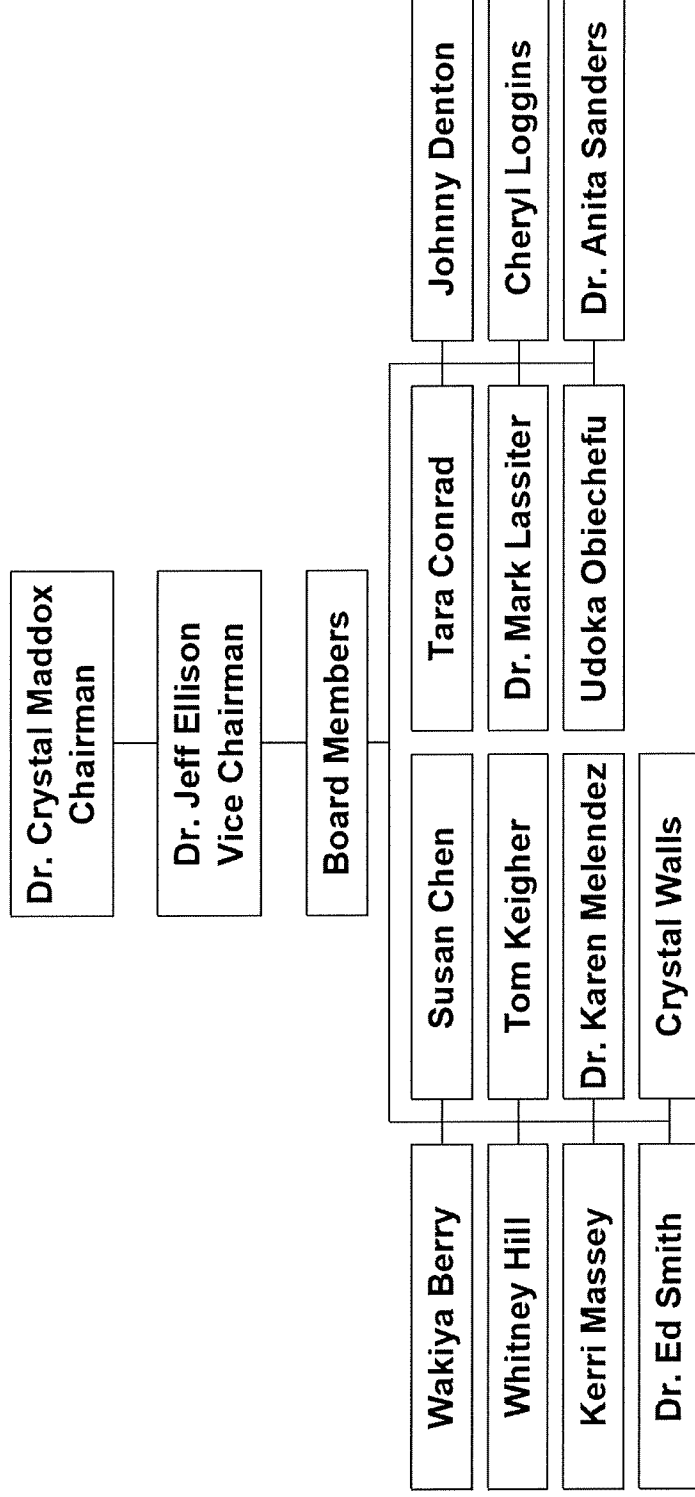 Dr. Crystal Maddox
Chairman
Dr. Jeff Ellison
Vice Chairman
Board Members
Wakiya Berry
Susan Chen
Tara Conrad
Johnny Denton
Whitney Hill
Tom Keigher
Dr. Mark Lassiter
Cheryl Loggins
Kerri Massey
Dr. Karen Melendez
Udoka Obiechefu
Dr. Anita Sanders
Dr. Ed Smith
Crystal Walls